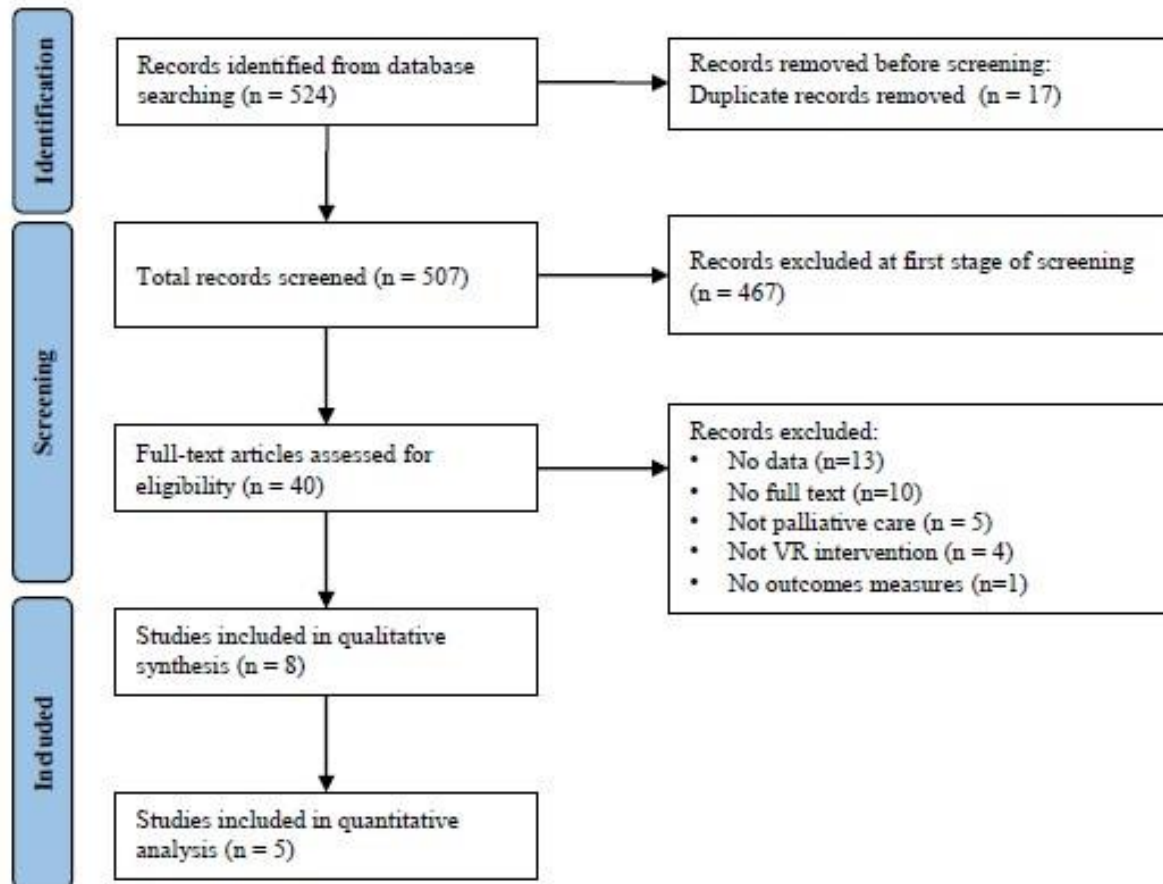 Identification
Records identified from database
searching (n = 524)
Records removed before screening:
Duplicate records removed (n = 17)
Screening
Total records screened (n = 507)
Records excluded at first stage of screening
(n = 467)
Full-text articles assessed for
eligibility (n = 40)
Records excluded:
• No data (n=13)
• No full text (n=10)
• Not palliative care (n = 5)
• Not VR intervention (n = 4)
• No outcomes measures (n=1)
Included
Studies included in qualitative
synthesis (n = 8)
Studies included in quantitative
analysis (n = 5)